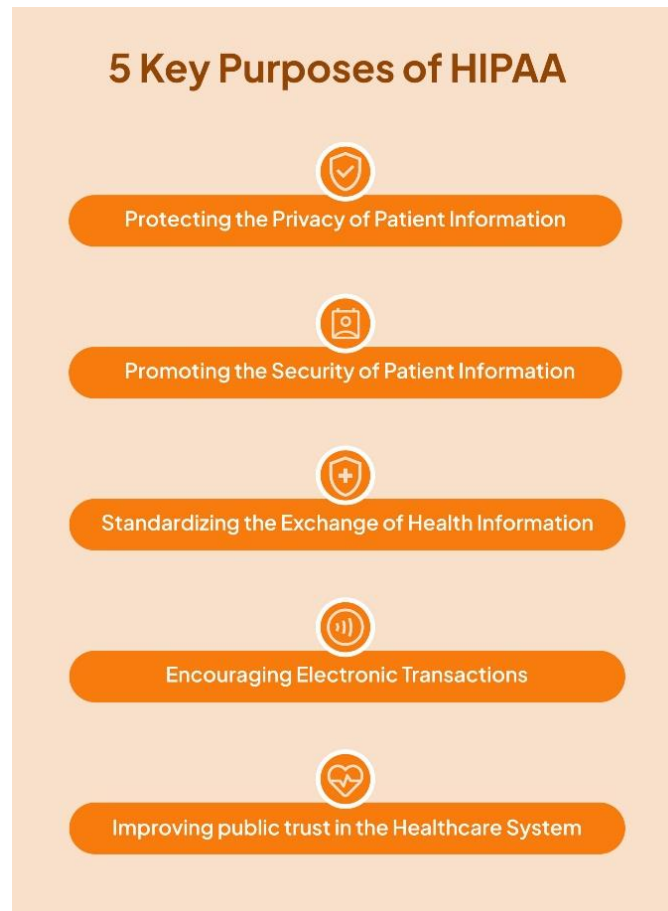 5 Key Purposes of HIPAA
Protecting the Privacy of Patient Information
Promoting the Security of Patient Information
Standardizing the Exchange of Health Information
Encouraging Electronic Transactions
Improving public trust in the Healthcare System